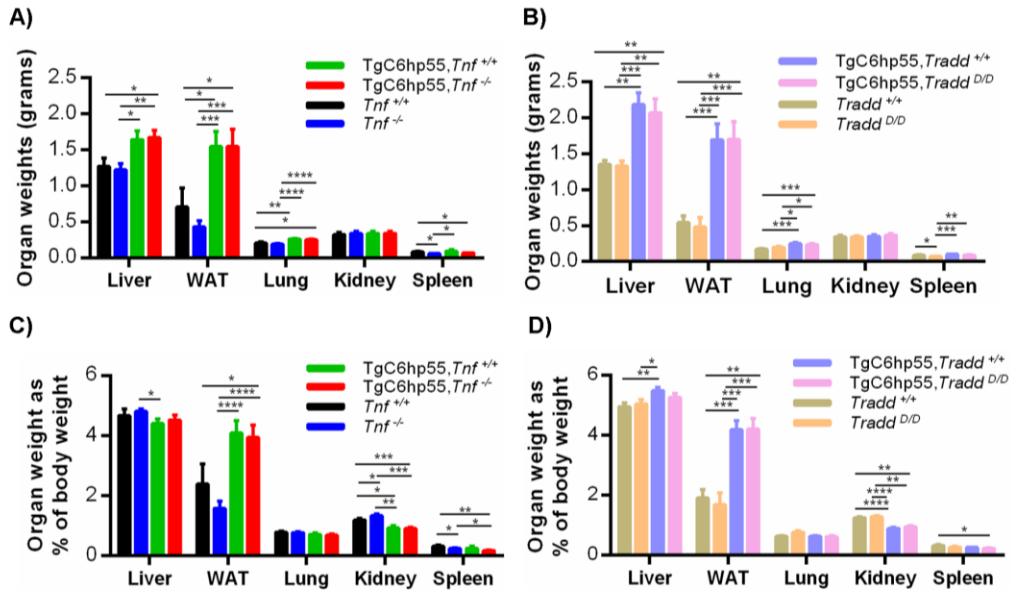 A)
Organ weights (grams)
2.5
2.0
1.5
1.0
0.5
0.0
Liver WAT Lung Kidney Spleen
TgC6hp55,Tnf +/+
TgC6hp55,Tnf -/-
Tnf +/+
Tnf -/-
* ** * * * *** *** **** **** ** * * * *
B)
Organ weights (grams)
2.5
2.0
1.5
1.0
0.5
0.0
Liver WAT Lung Kidney Spleen
TgC6hp55,Tradd +/+
TgC6hp55,Tradd D/D
Tradd +/+
Tradd D/D
** ** *** ** ** *** *** *** *** * * *** ** *** *
C)
Organ weight as
% of body weight
6
4
2
0
Liver WAT Lung Kidney Spleen
TgC6hp55,Tnf +/+
TgC6hp55,Tnf -/-
Tnf +/+
Tnf -/-
* * **** **** *** *** * * ** ** * *
D)
Organ weight as
% of body weight
6
4
2
0
Liver WAT Lung Kidney Spleen
TgC6hp55,Tradd +/+
TgC6hp55,Tradd D/D
Tradd +/+
Tradd D/D
* ** ** *** *** *** ** ** **** **** *